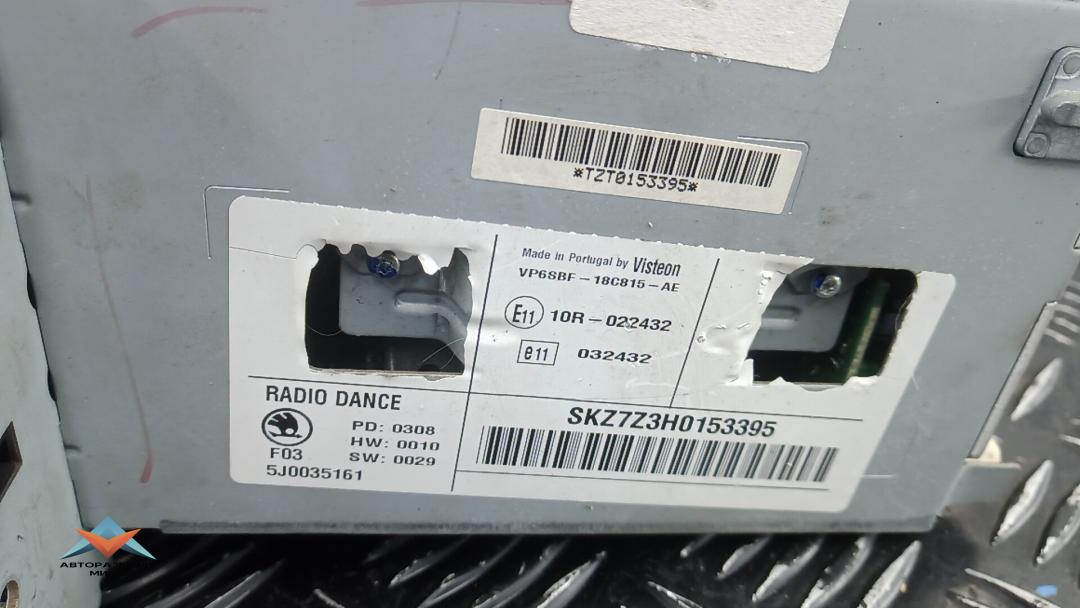 *TZT0153395*
Made in Portugal by Visteon
VP6SBF-18C815-AE
E11 10R-022432
e11 032432
RADIO DANCE
PD: 0308
HW: 0010
F03 SW: 0029
5J0035161
SKZ7Z3H0153395